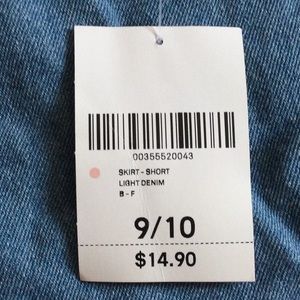 00355520043
SKIRT - SHORT
LIGHT DENIM
B - F
9/10
$14.90